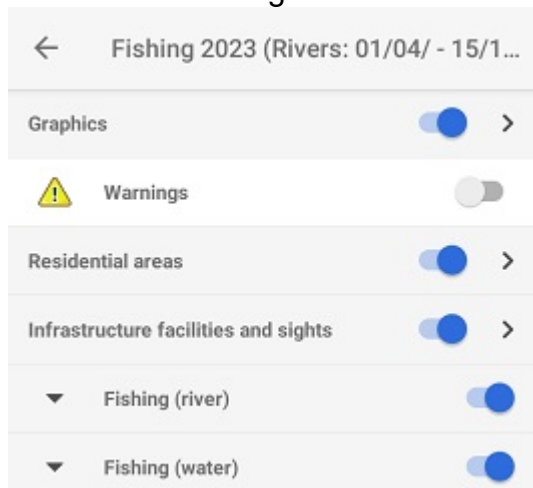 Fishing 2023 (Rivers: 01/04/ - 15/1...
Graphics
Warnings
Residential areas
Infrastructure facilities and sights
Fishing (river)
Fishing (water)